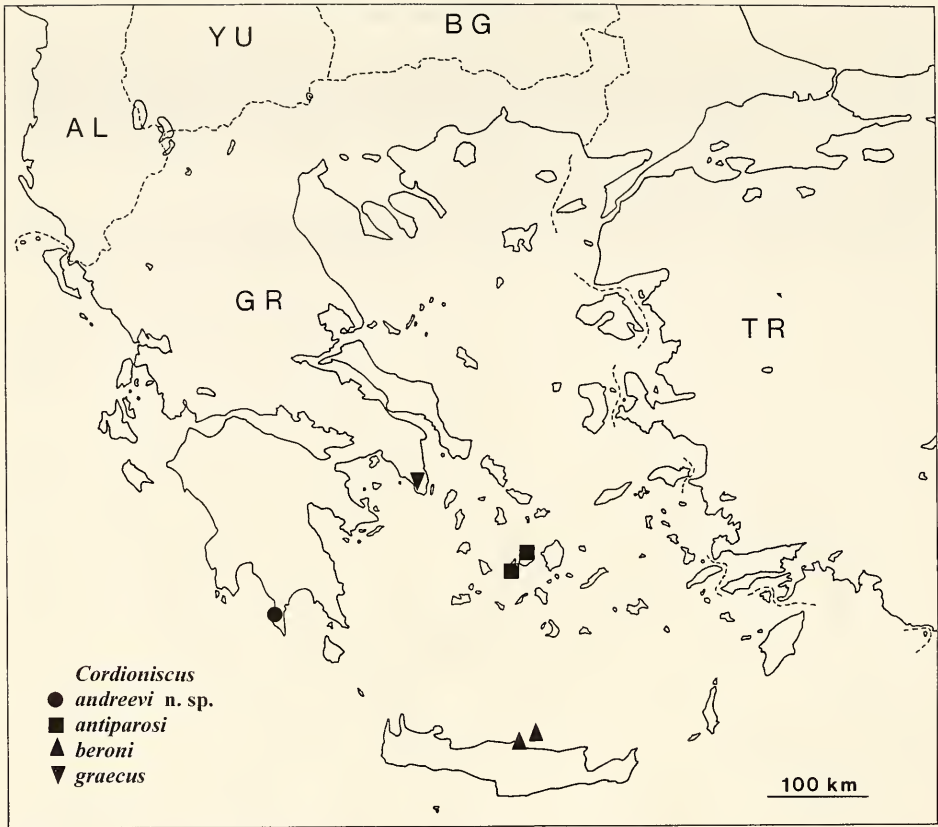 YU
BG
AL
GR
TR
Cordioniscus
andreevi n. sp.
antiparosi
beroni
graecus
100 km